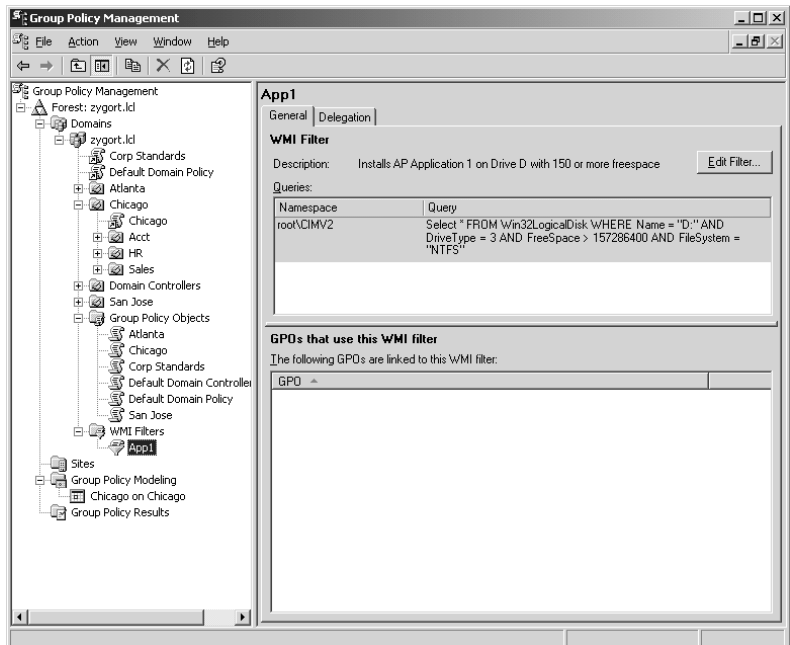 Group Policy Management
File Action View Window Help
Group Policy Management
Forest: zygort.lcl
Domains
zygort.lcl
Corp Standards
Default Domain Policy
Atlanta
Chicago
Chicago
Acct
HR
Sales
Domain Controllers
San Jose
Group Policy Objects
Atlanta
Chicago
Corp Standards
Default Domain Controller
Default Domain Policy
San Jose
WMI Filters
App1
Sites
Group Policy Modeling
Chicago on Chicago
Group Policy Results
App1
General Delegation
WMI Filter
Description: Installs AP Application 1 on Drive D with 150 or more freespace Edit Filter...
Queries:
Namespace Query
root\CIMV2 Select * FROM Win32LogicalDisk WHERE Name = "D:" AND
DriveType = 3 AND FreeSpace > 157286400 AND FileSystem =
"NTFS"
GPOs that use this WMI filter
The following GPOs are linked to this WMI filter:
GPO